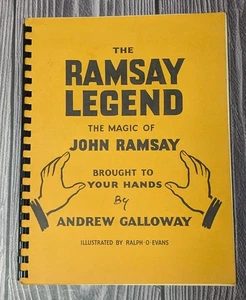 THE
RAMSAY
LEGEND
THE MAGIC OF
JOHN RAMSAY
BROUGHT TO
YOUR HANDS
By
ANDREW GALLOWAY
ILLUSTRATED BY RALPH·O·EVANS